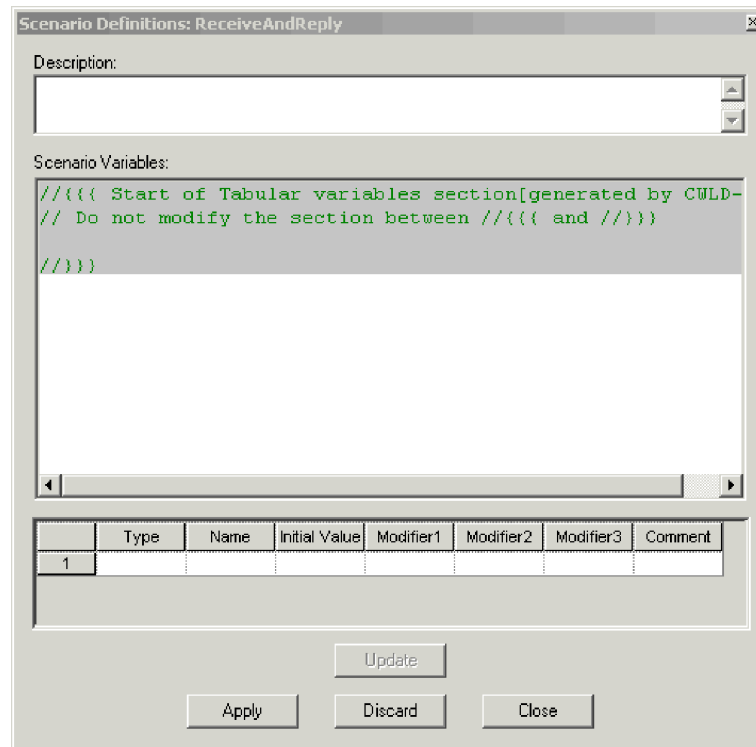 Scenario Definitions: ReceiveAndReply
Description:
Scenario Variables:
//{{{ Start of Tabular variables section[generated by CWLD-
// Do not modify the section between //{{{ and //}}}
//}}}
Type Name Initial Value Modifier1 Modifier2 Modifier3 Comment
1
Update
Apply Discard Close